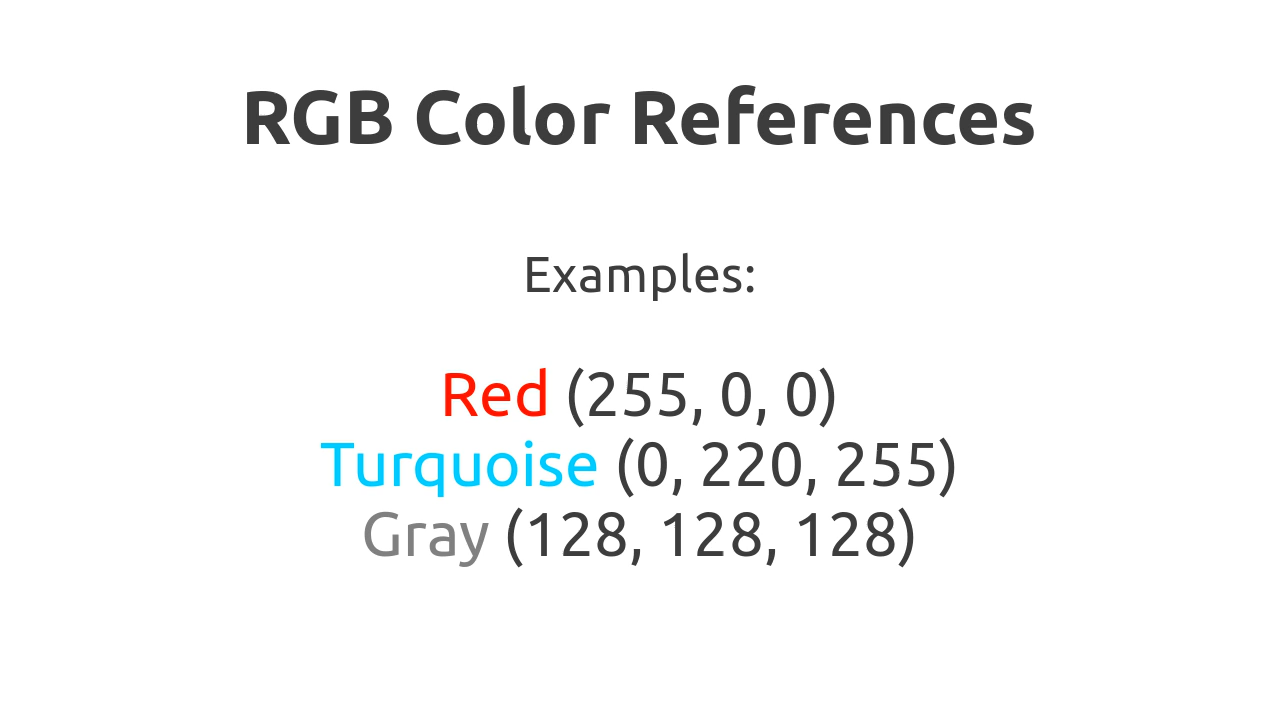 RGB Color References
Examples:
Red (255, 0, 0)
Turquoise (0, 220, 255)
Gray (128, 128, 128)